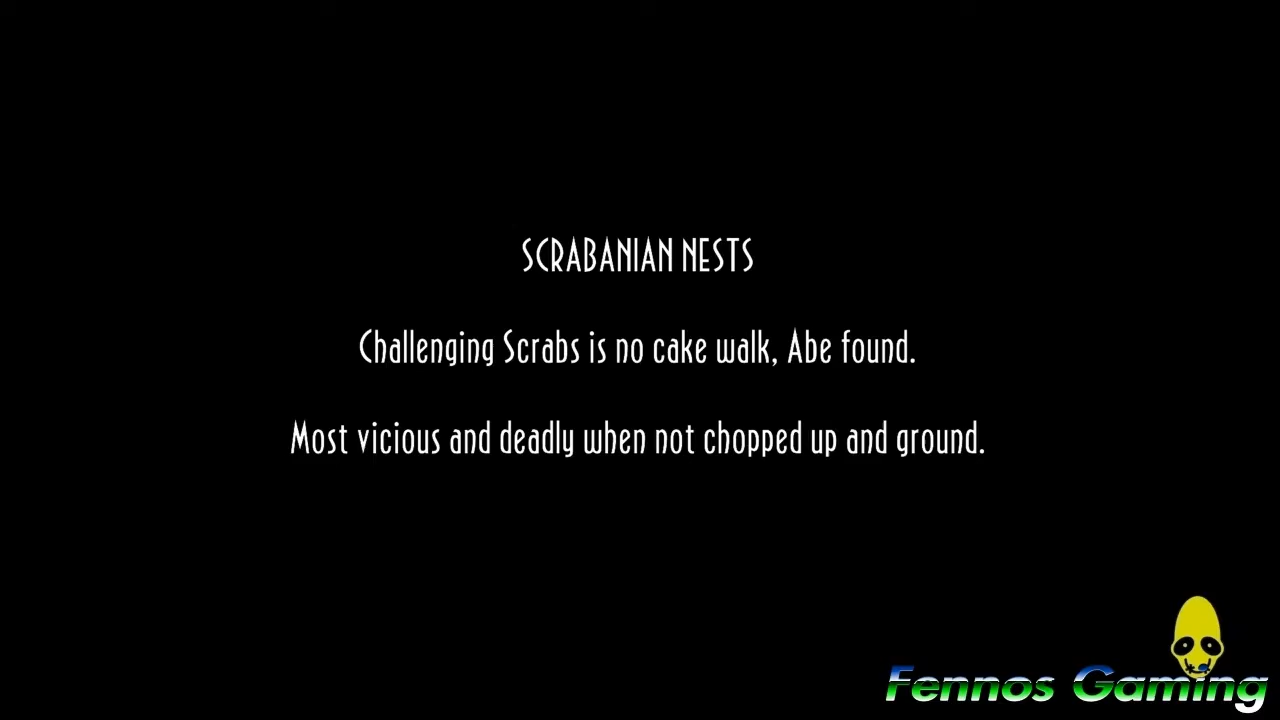 SCRABANIAN NESTS
Challenging Scrabs is no cake walk, Abe found.
Most vicious and deadly when not chopped up and ground.
Fennos Gaming